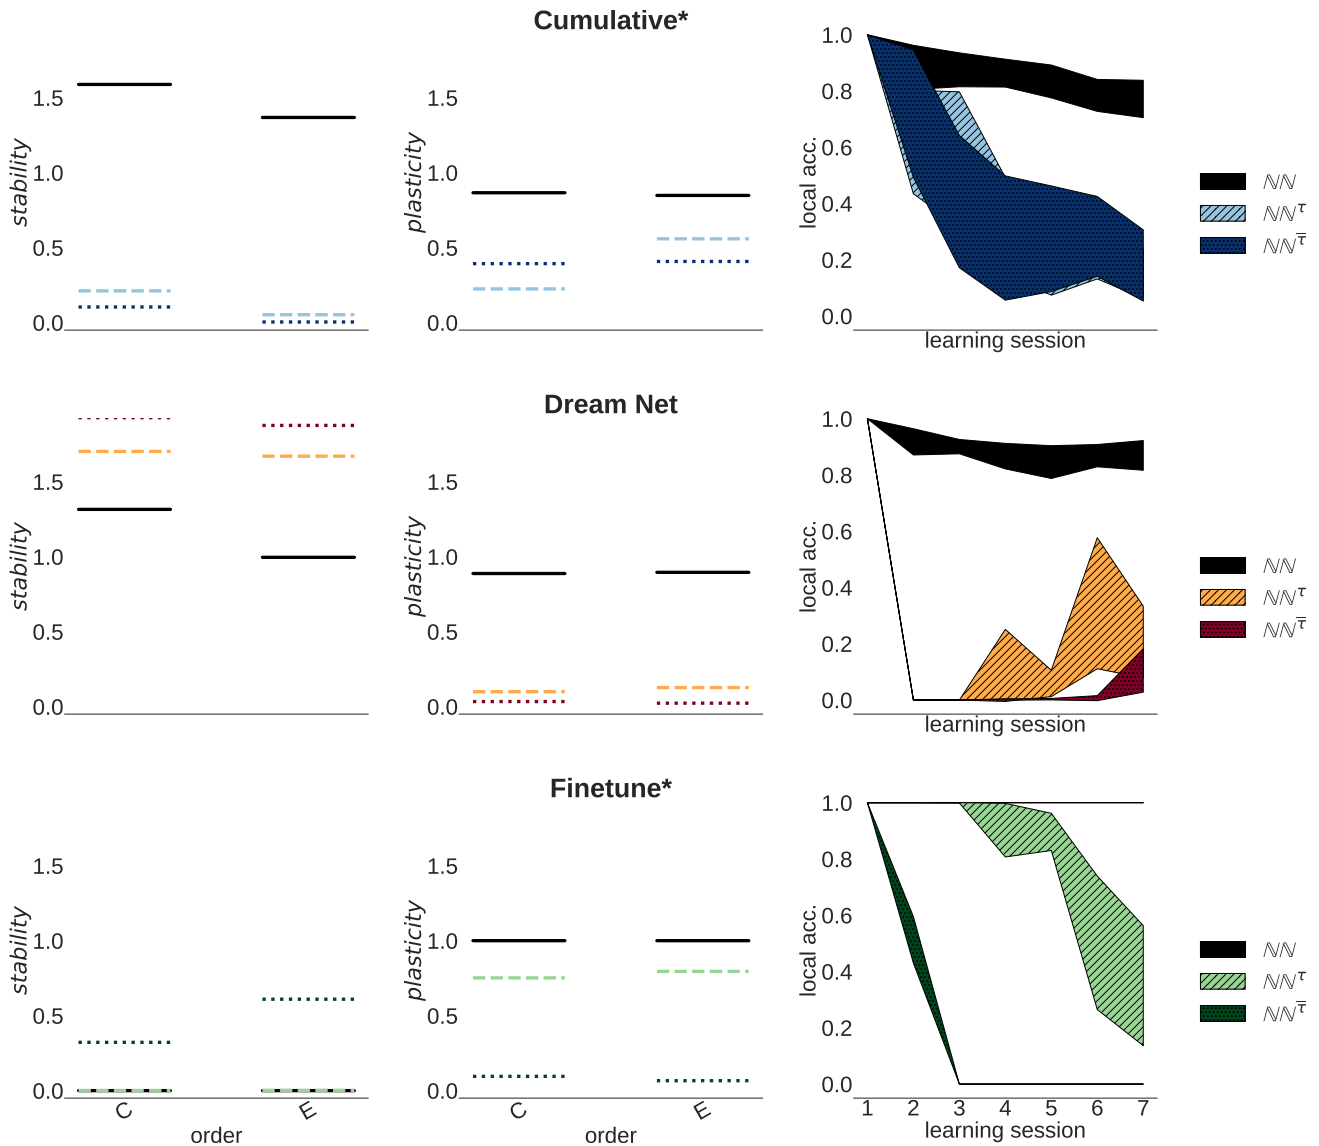 Cumulative*
stability
1.5
1.0
0.5
0.0
plasticity
1.5
1.0
0.5
0.0
local acc.
1.0
0.8
0.6
0.4
0.2
0.0
learning session
ℕℕ
ℕℕ^τ
ℕℕ^τ̅
Dream Net
stability
1.5
1.0
0.5
0.0
plasticity
1.5
1.0
0.5
0.0
local acc.
1.0
0.8
0.6
0.4
0.2
0.0
learning session
ℕℕ
ℕℕ^τ
ℕℕ^τ̅
Finetune*
stability
1.5
1.0
0.5
0.0
C E
order
plasticity
1.5
1.0
0.5
0.0
C E
order
local acc.
1.0
0.8
0.6
0.4
0.2
0.0
1 2 3 4 5 6 7
learning session
ℕℕ
ℕℕ^τ
ℕℕ^τ̅